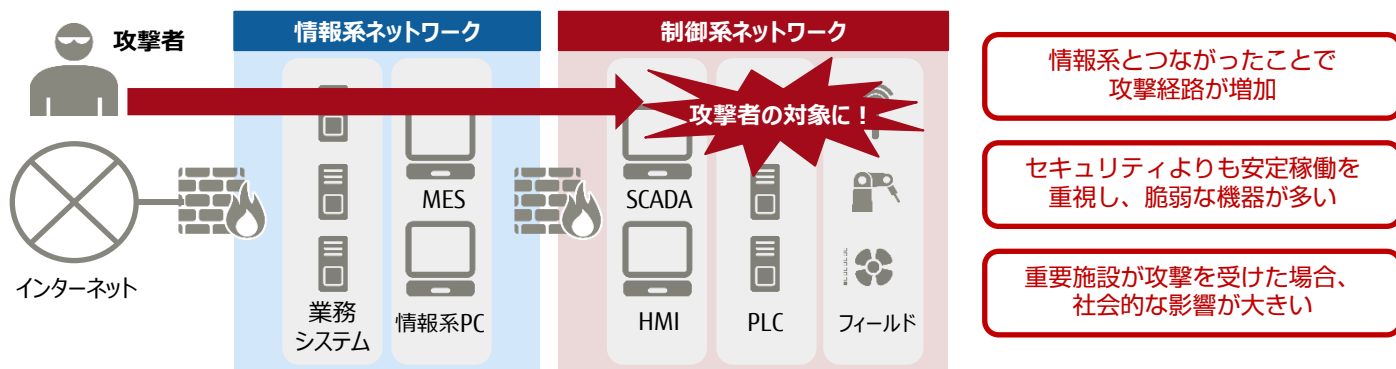 攻撃者
情報系ネットワーク
制御系ネットワーク
攻撃者の対象に!
MES
SCADA
インターネット
業務
システム
情報系PC
HMI
PLC
フィールド
情報系とつながったことで
攻撃経路が増加
セキュリティよりも安定稼働を
重視し、脆弱な機器が多い
重要施設が攻撃を受けた場合、
社会的な影響が大きい